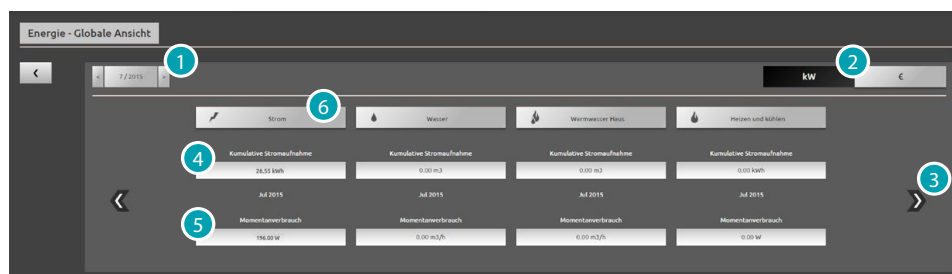 Energie - Globale Ansicht
‹ < 7 / 2015 > 1 kW 2 €
Strom 6 Wasser Warmwasser Haus Heizen und kühlen
4 Kumulative Stromaufnahme Kumulative Stromaufnahme Kumulative Stromaufnahme Kumulative Stromaufnahme
26.55 kWh 0.00 m3 0.00 m3 0.00 kWh
‹ Jul 2015 Jul 2015 Jul 2015 Jul 2015 › 3
5 Momentanverbrauch Momentanverbrauch Momentanverbrauch Momentanverbrauch
196.00 W 0.00 m3/h 0.00 m3/h 0.00 W